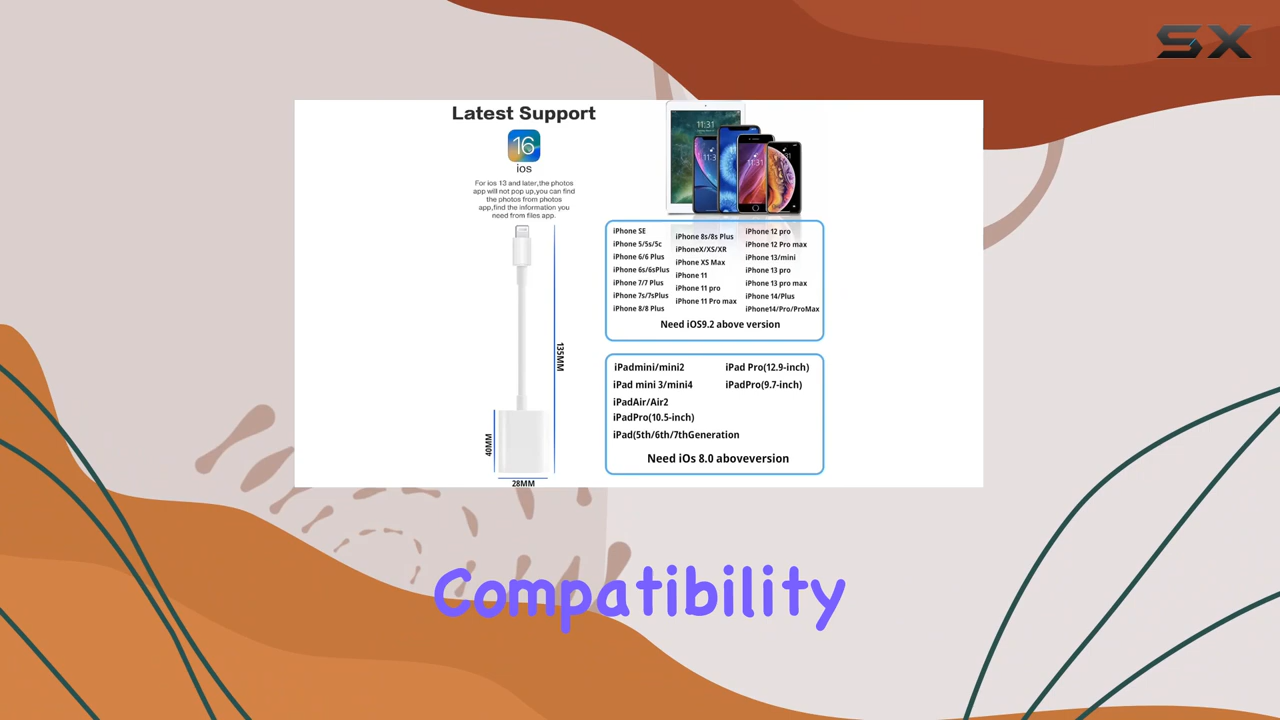 SX
Latest Support
16
ios
For ios 13 and later,the photos
app will not pop up,you can find
the photos from photos
app,find the information you
need from files app.
135MM
40MM
28MM
11:31
11:3
11:31
31
iPhone SE
iPhone 5/5s/5c
iPhone 6/6 Plus
iPhone 6s/6sPlus
iPhone 7/7 Plus
iPhone 7s/7sPlus
iPhone 8/8 Plus
iPhone 8s/8s Plus
iPhoneX/XS/XR
iPhone XS Max
iPhone 11
iPhone 11 pro
iPhone 11 Pro max
iPhone 12 pro
iPhone 12 Pro max
iPhone 13/mini
iPhone 13 pro
iPhone 13 pro max
iPhone 14/Plus
iPhone14/Pro/ProMax
Need iOS9.2 above version
iPadmini/mini2
iPad Pro(12.9-inch)
iPad mini 3/mini4
iPadPro(9.7-inch)
iPadAir/Air2
iPadPro(10.5-inch)
iPad(5th/6th/7thGeneration
Need iOs 8.0 aboveversion
Compatibility